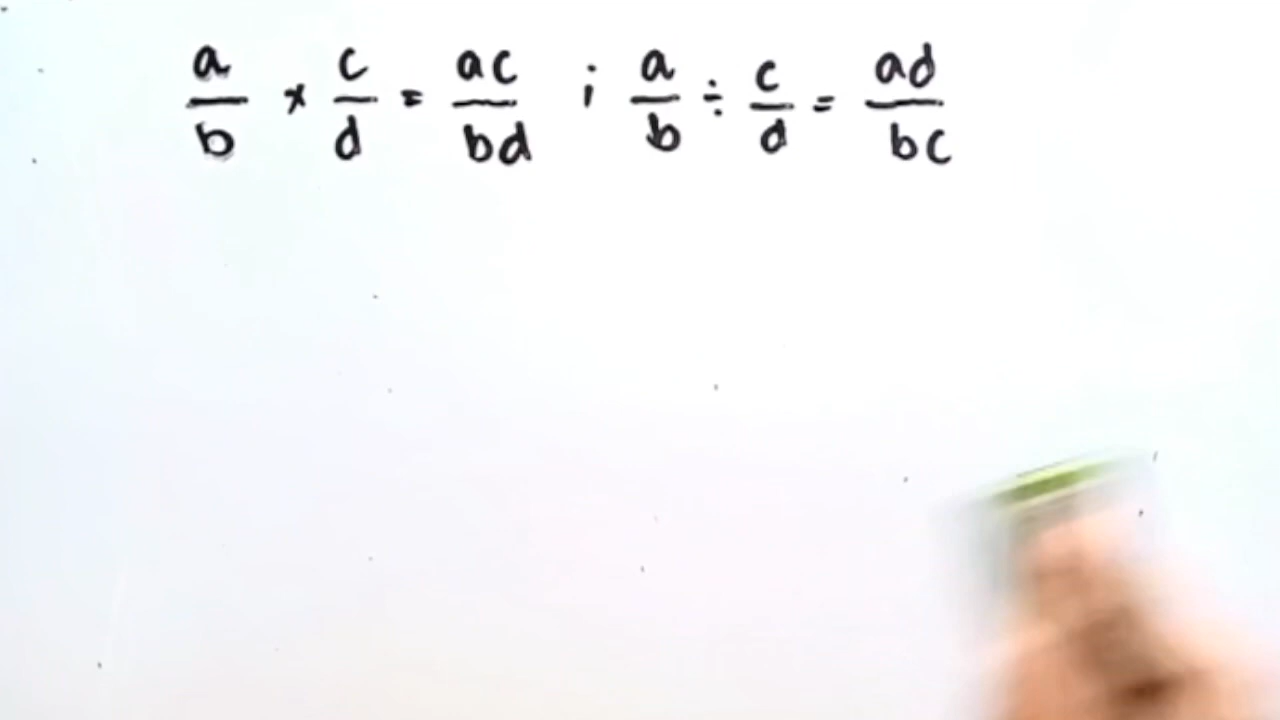 a/b × c/d = ac/bd ; a/b ÷ c/d = ad/bc